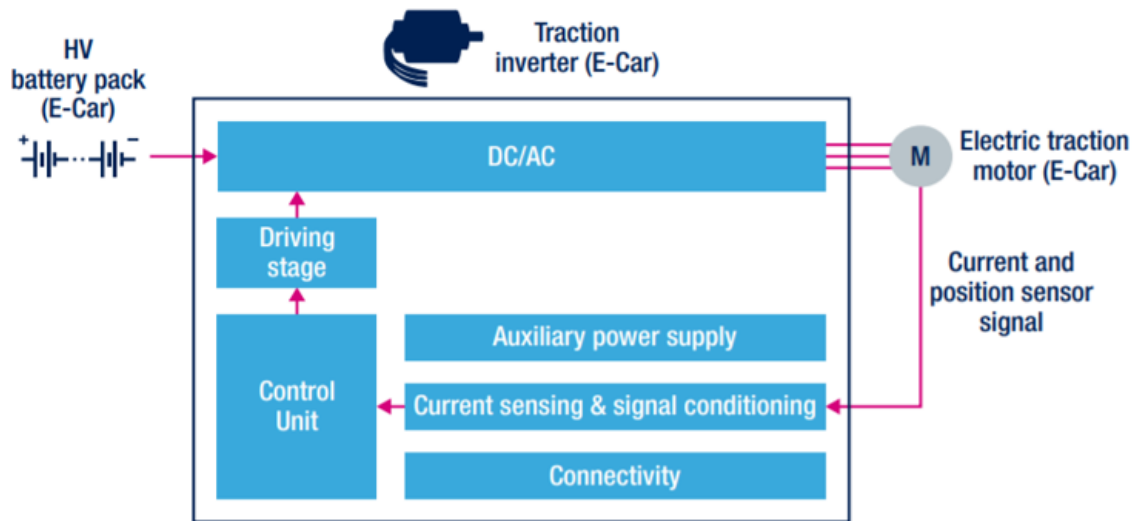 HV
battery pack
(E-Car)
+
−
Traction
inverter (E-Car)
DC/AC
M
Electric traction
motor (E-Car)
Driving
stage
Current and
position sensor
signal
Auxiliary power supply
Control
Unit
Current sensing & signal conditioning
Connectivity